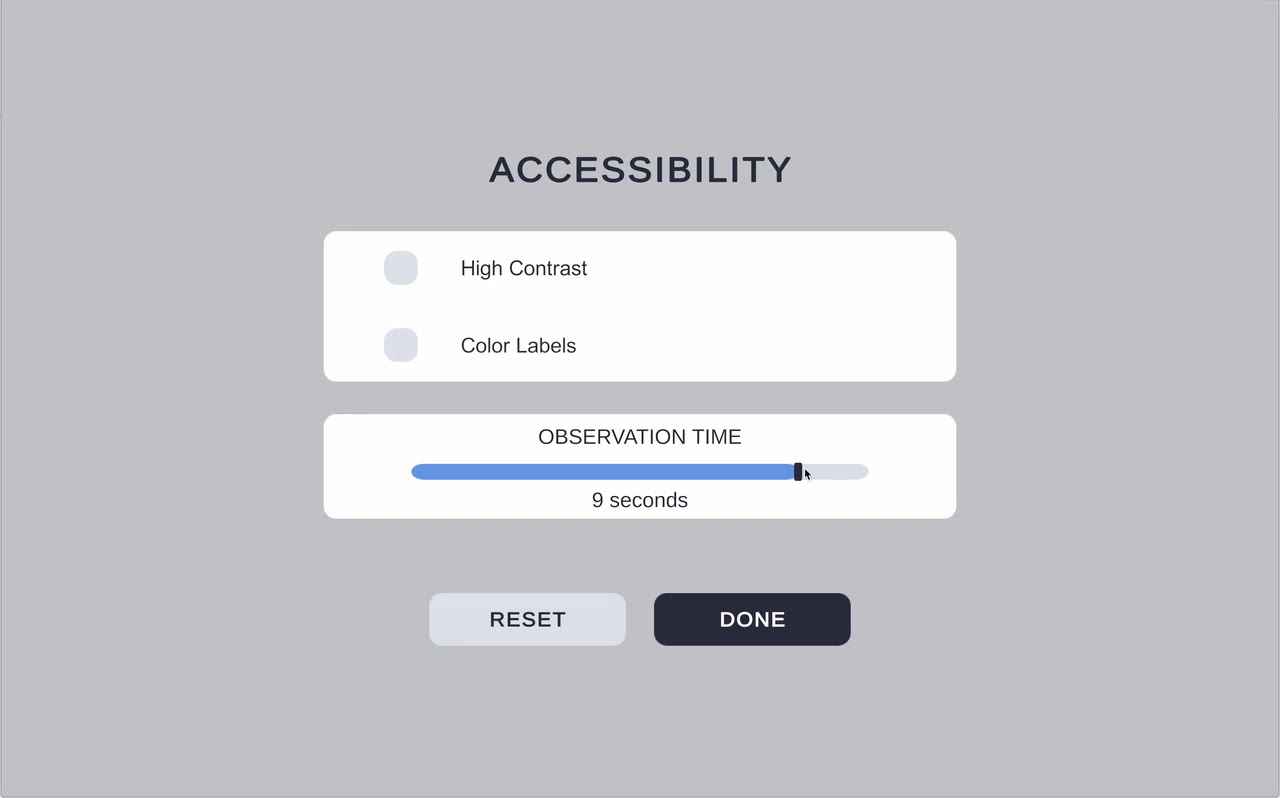 ACCESSIBILITY
High Contrast
Color Labels
OBSERVATION TIME
9 seconds
RESET
DONE